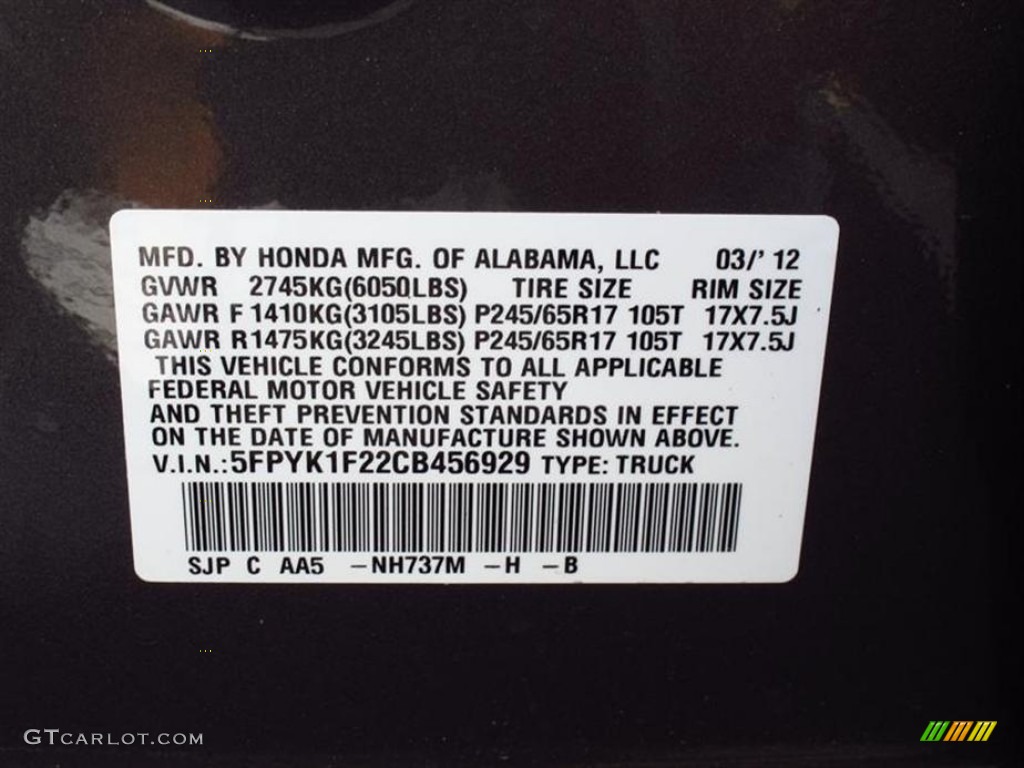 MFD. BY HONDA MFG. OF ALABAMA, LLC 03/' 12
GVWR 2745KG(6050LBS) TIRE SIZE RIM SIZE
GAWR F 1410KG(3105LBS) P245/65R17 105T 17X7.5J
GAWR R1475KG(3245LBS) P245/65R17 105T 17X7.5J
THIS VEHICLE CONFORMS TO ALL APPLICABLE
FEDERAL MOTOR VEHICLE SAFETY
AND THEFT PREVENTION STANDARDS IN EFFECT
ON THE DATE OF MANUFACTURE SHOWN ABOVE.
V.I.N.:5FPYK1F22CB456929 TYPE: TRUCK
SJP C AA5 -NH737M -H -B
GTCARLOT.COM